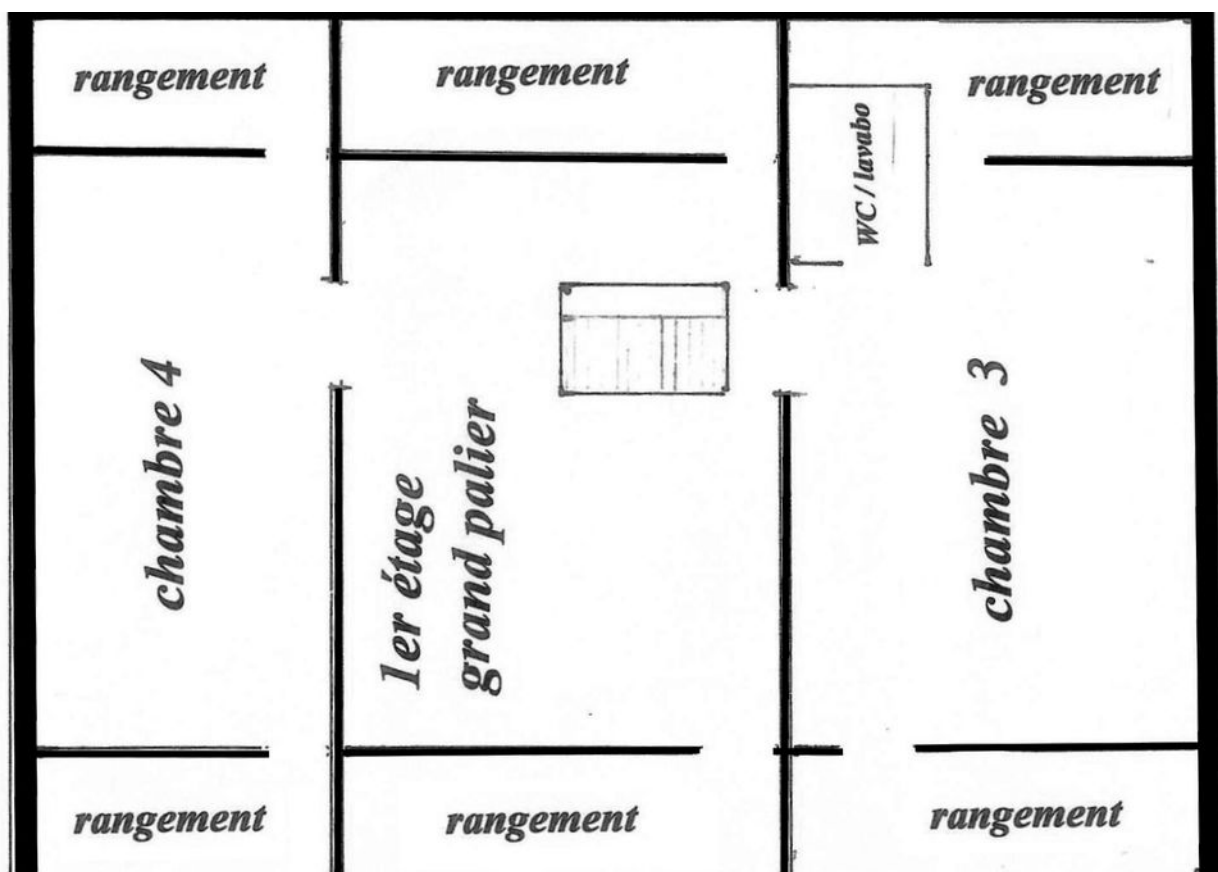 rangement
rangement
rangement
WC / lavabo
chambre 4
1er étage
grand palier
chambre 3
rangement
rangement
rangement